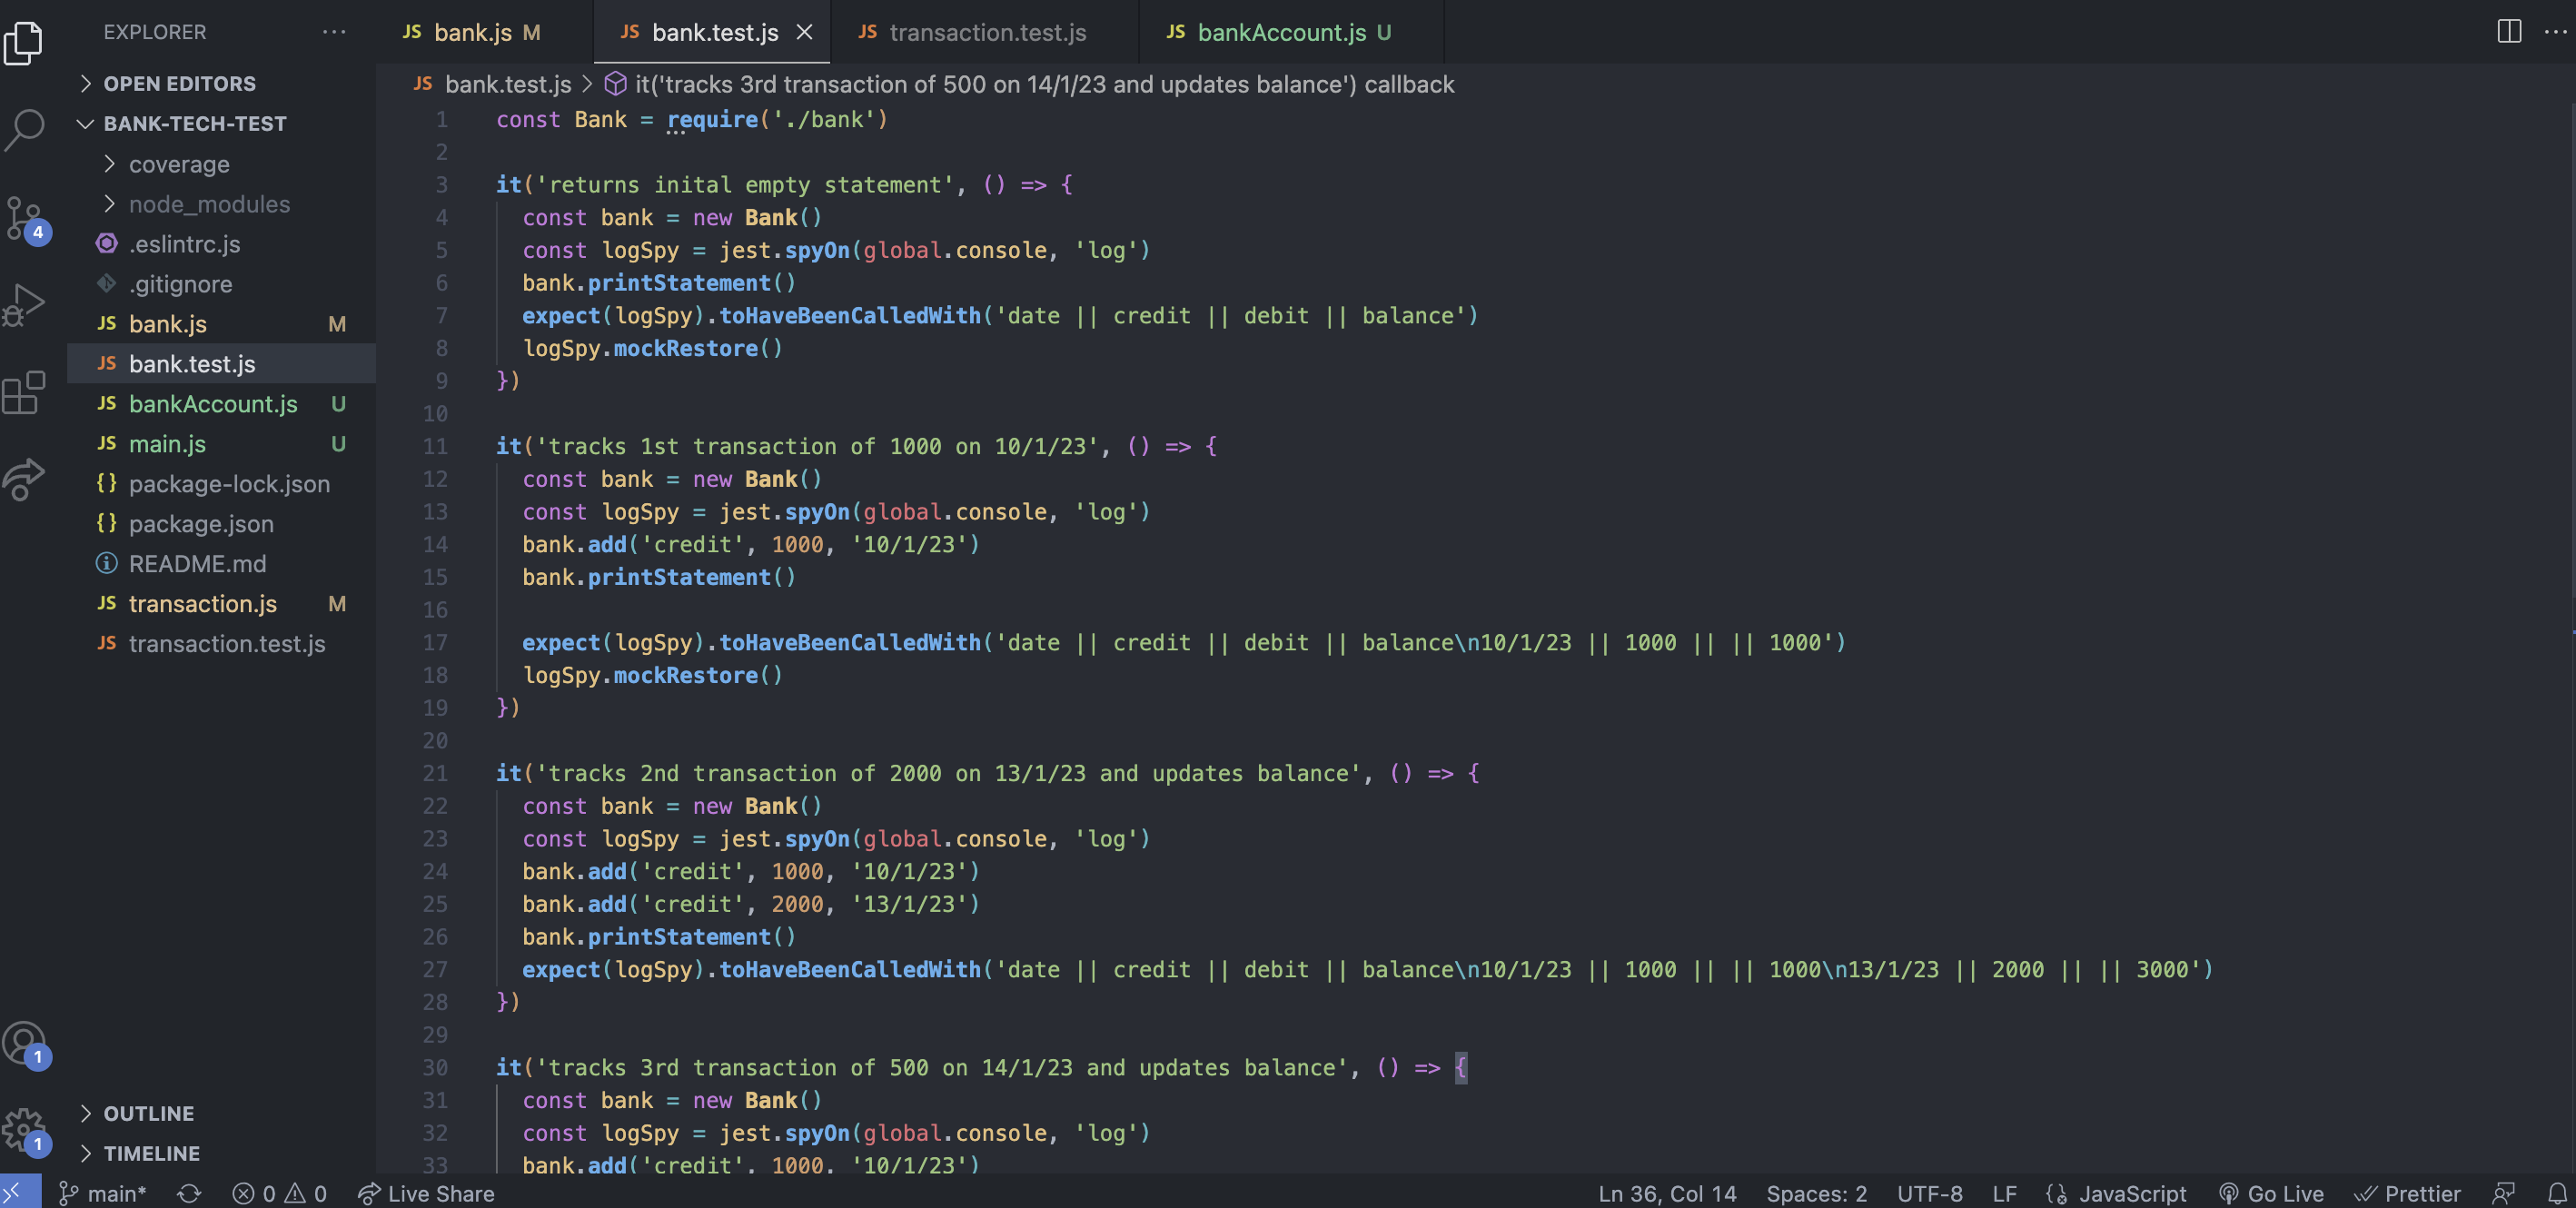 EXPLORER
JS bank.js M
JS bank.test.js
JS transaction.test.js
JS bankAccount.js U
OPEN EDITORS
BANK-TECH-TEST
coverage
node_modules
.eslintrc.js
.gitignore
JS bank.js M
JS bank.test.js
JS bankAccount.js U
JS main.js U
{} package-lock.json
{} package.json
README.md
JS transaction.js M
JS transaction.test.js
OUTLINE
TIMELINE
4
1
1
JS bank.test.js > it('tracks 3rd transaction of 500 on 14/1/23 and updates balance') callback
1 const Bank = require('./bank')
2
3 it('returns inital empty statement', () => {
4 const bank = new Bank()
5 const logSpy = jest.spyOn(global.console, 'log')
6 bank.printStatement()
7 expect(logSpy).toHaveBeenCalledWith('date || credit || debit || balance')
8 logSpy.mockRestore()
9 })
10
11 it('tracks 1st transaction of 1000 on 10/1/23', () => {
12 const bank = new Bank()
13 const logSpy = jest.spyOn(global.console, 'log')
14 bank.add('credit', 1000, '10/1/23')
15 bank.printStatement()
16
17 expect(logSpy).toHaveBeenCalledWith('date || credit || debit || balance\n10/1/23 || 1000 || || 1000')
18 logSpy.mockRestore()
19 })
20
21 it('tracks 2nd transaction of 2000 on 13/1/23 and updates balance', () => {
22 const bank = new Bank()
23 const logSpy = jest.spyOn(global.console, 'log')
24 bank.add('credit', 1000, '10/1/23')
25 bank.add('credit', 2000, '13/1/23')
26 bank.printStatement()
27 expect(logSpy).toHaveBeenCalledWith('date || credit || debit || balance\n10/1/23 || 1000 || || 1000\n13/1/23 || 2000 || || 3000')
28 })
29
30 it('tracks 3rd transaction of 500 on 14/1/23 and updates balance', () => {
31 const bank = new Bank()
32 const logSpy = jest.spyOn(global.console, 'log')
33 bank.add('credit', 1000, '10/1/23')
main* 0 0 Live Share Ln 36, Col 14 Spaces: 2 UTF-8 LF JavaScript Go Live Prettier